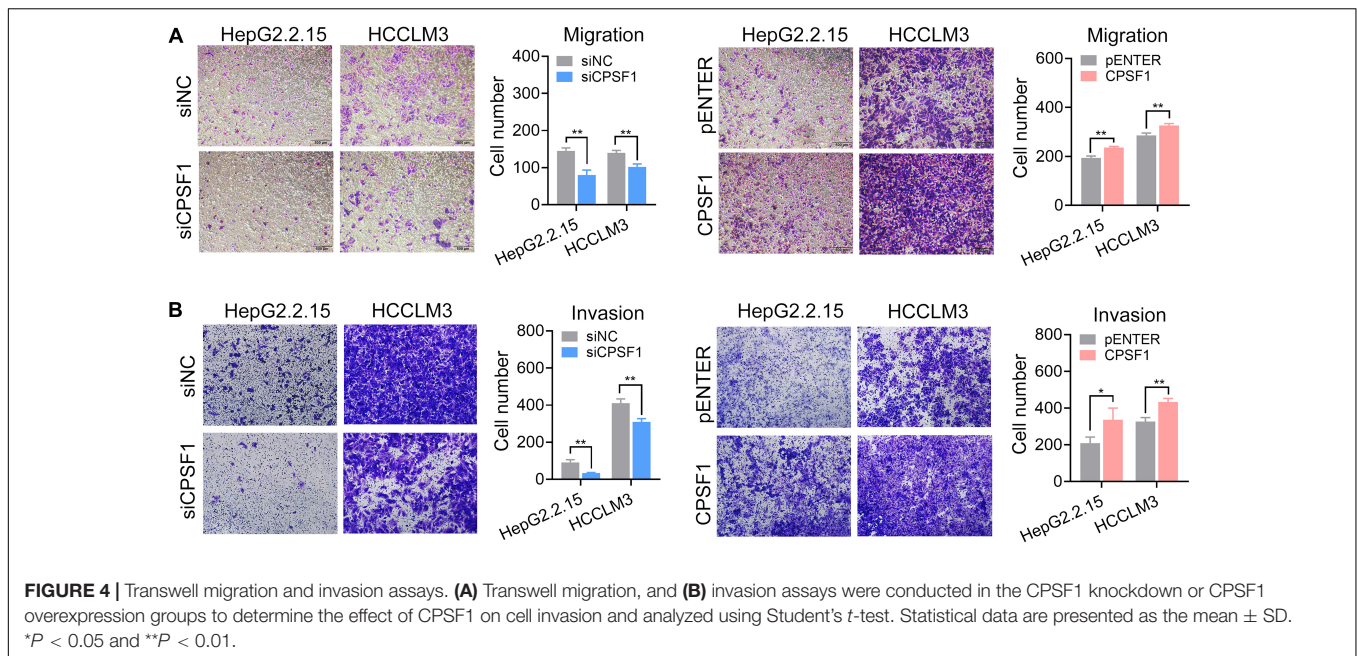 A
HepG2.2.15
HCCLM3
siNC
siCPSF1
Migration
siNC
siCPSF1
Cell number
400
300
200
100
0
**
**
HepG2.2.15
HCCLM3
HepG2.2.15
HCCLM3
pENTER
CPSF1
Migration
pENTER
CPSF1
Cell number
600
400
200
0
**
**
HepG2.2.15
HCCLM3
B
HepG2.2.15
HCCLM3
siNC
siCPSF1
Invasion
siNC
siCPSF1
Cell number
800
600
400
200
0
**
**
HepG2.2.15
HCCLM3
HepG2.2.15
HCCLM3
pENTER
CPSF1
Invasion
pENTER
CPSF1
Cell number
800
600
400
200
0
*
**
HepG2.2.15
HCCLM3
FIGURE 4 | Transwell migration and invasion assays. (A) Transwell migration, and (B) invasion assays were conducted in the CPSF1 knockdown or CPSF1
overexpression groups to determine the effect of CPSF1 on cell invasion and analyzed using Student's t-test. Statistical data are presented as the mean ± SD.
*P < 0.05 and **P < 0.01.